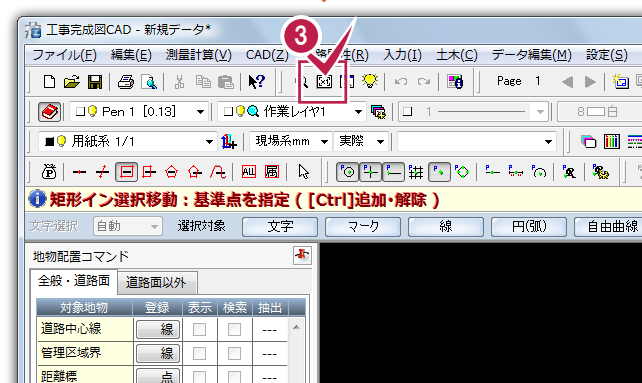 工事完成図CAD - 新規データ*
3
ファイル(F) 編集(E) 測量計算(V) CAD(Z) 路 性(R) 入力(I) 土木(C) データ編集(M) 設定(S)
Page 1
Pen 1 [0.13] 作業レイヤ1 1 8 白
用紙系 1/1 現場系mm 実際
ALL
矩形イン選択移動：基準点を指定 ( [Ctrl]追加・解除 )
文字選択 自動 選択対象 文字 マーク 線 円(弧) 自由曲線
地物配置コマンド
全般・道路面 道路面以外
対象地物 登録 表示 検索 抽出
道路中心線 線 ---
管理区域界 線 ---
距離標 点 ---